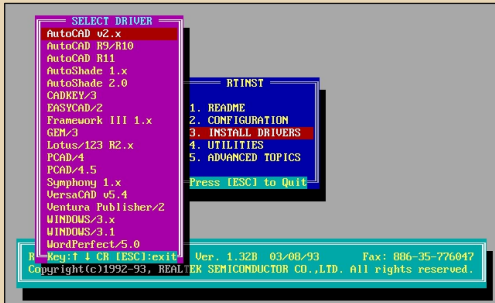 SELECT DRIVER
AutoCAD v2.x
AutoCAD R9/R10
AutoCAD R11
AutoShade 1.x
AutoShade 2.0
CADKEY/3
EASYCAD/2
Framework III 1.x
GEM/3
Lotus/123 R2.x
PCAD/4
PCAD/4.5
Symphony 1.x
VersaCAD v5.4
Ventura Publisher/2
WINDOWS/3.x
WINDOWS/3.1
WordPerfect/5.0
Key:↑ ↓ CR [ESC]:exit
RTINST
1. README
2. CONFIGURATION
3. INSTALL DRIVERS
4. UTILITIES
5. ADVANCED TOPICS
Press [ESC] to Quit
R Ver. 1.32B 03/08/93 Fax: 886-35-776047
Copyright(c)1992-93, REALTEK SEMICONDUCTOR CO.,LTD. All rights reserved.